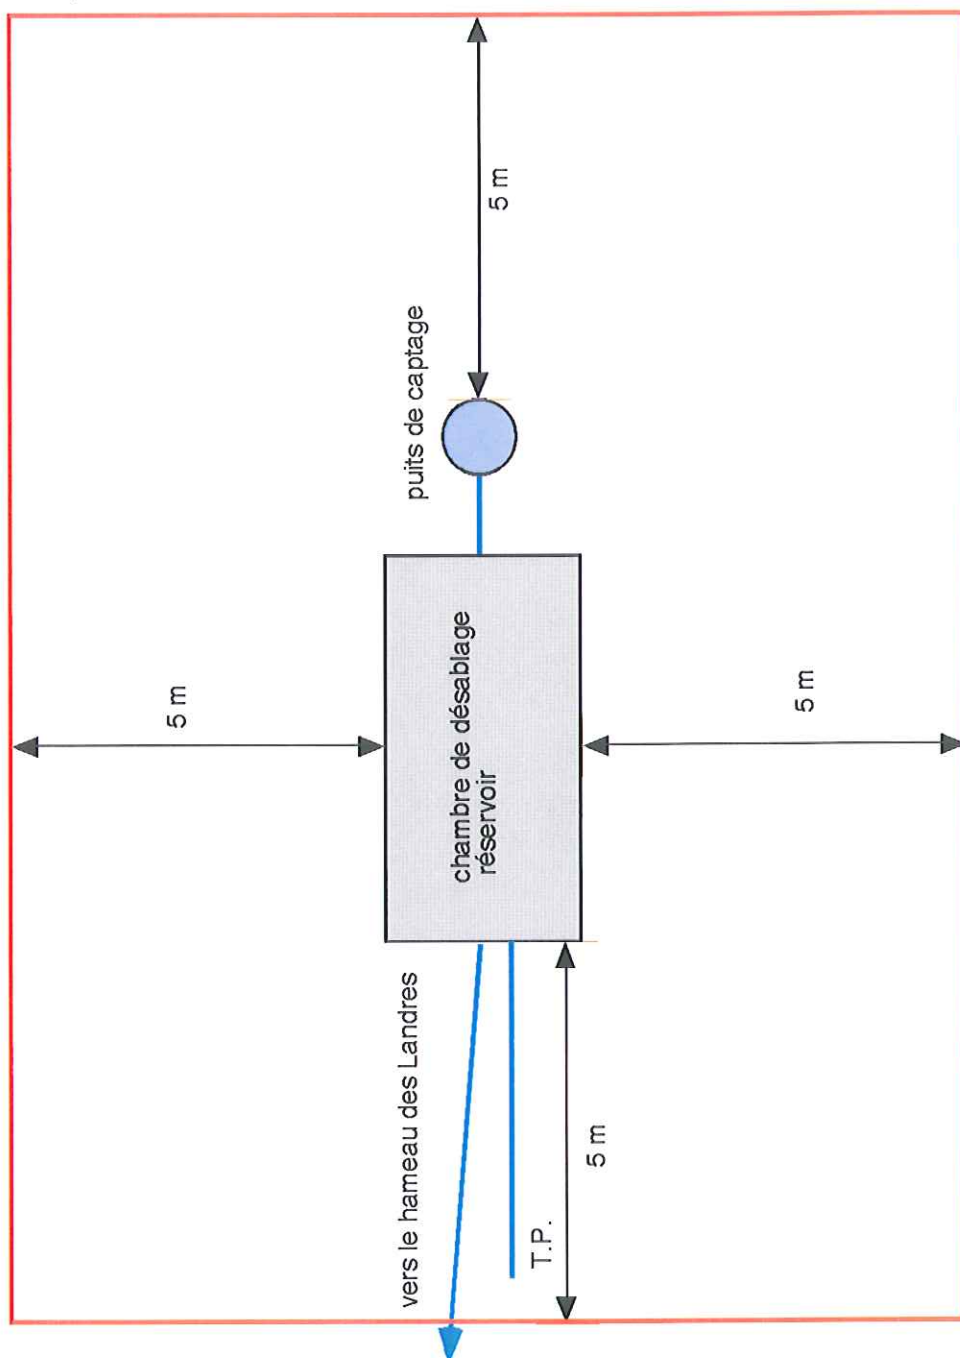 vers le hameau des Landres
T.P.
5 m
chambre de désablage
réservoir
5 m
5 m
puits de captage
5 m